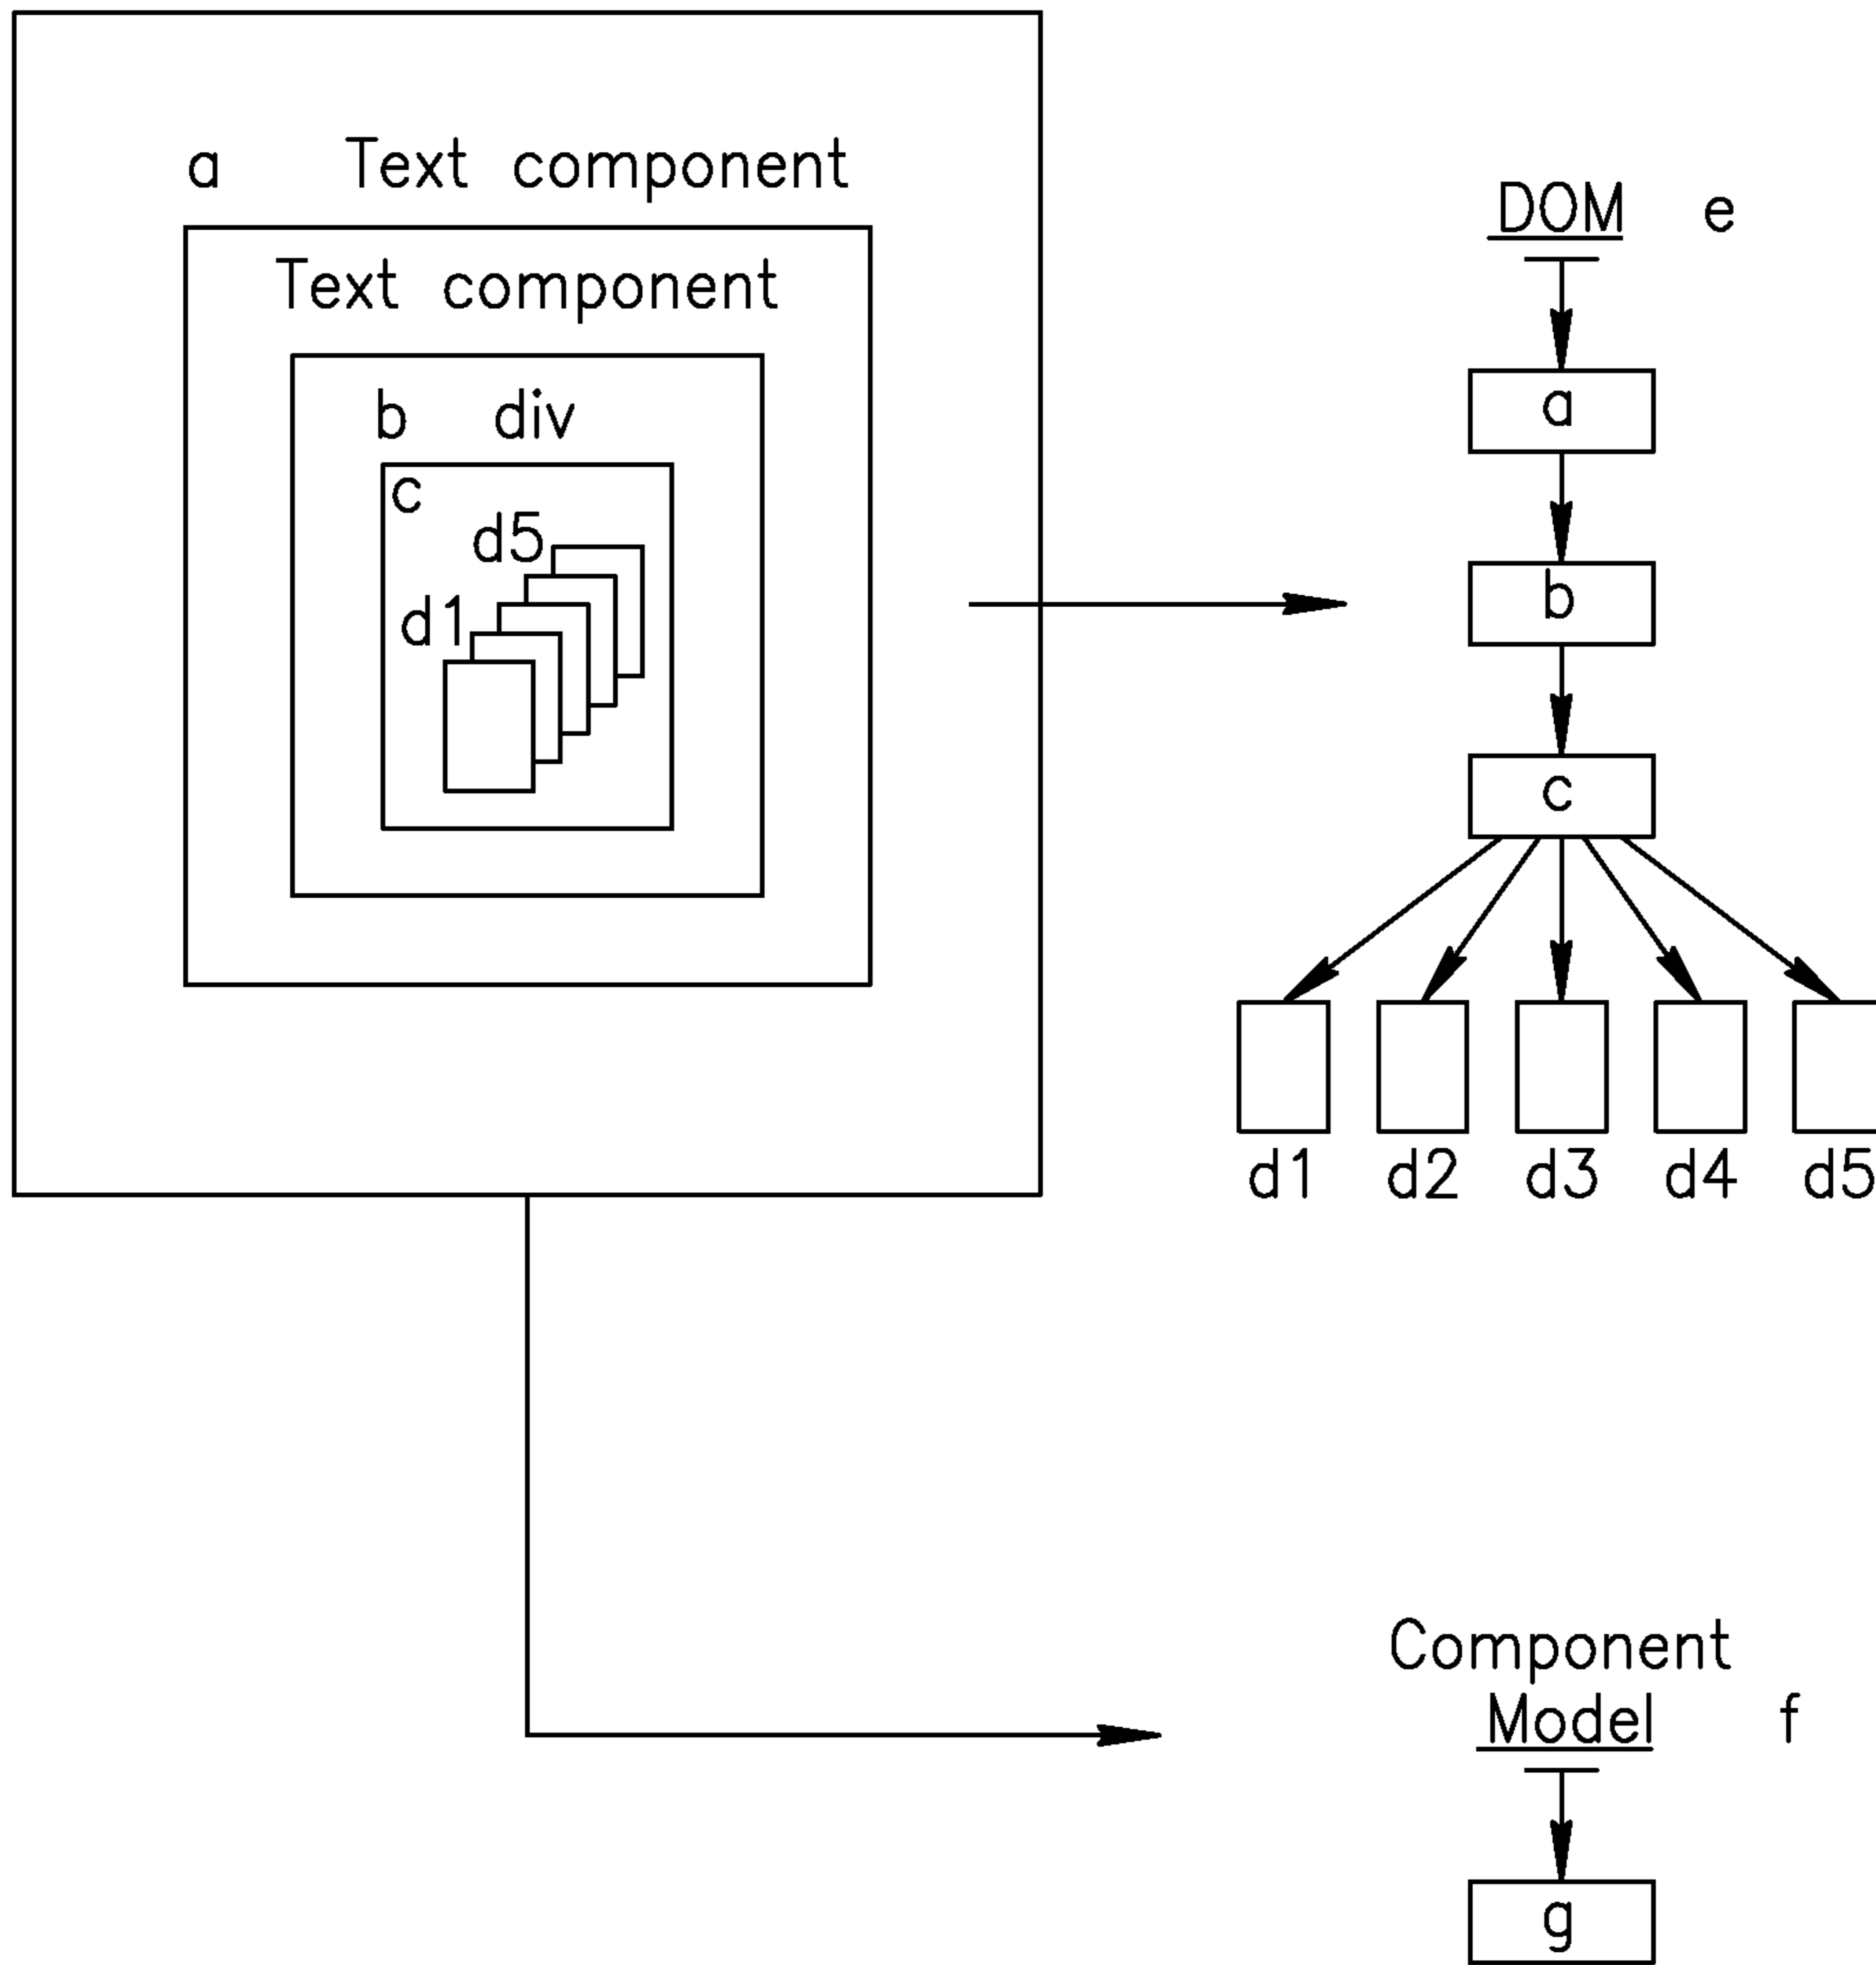 a Text component
Text component
b div
c
d5
d1
DOM e
a
b
c
d1 d2 d3 d4 d5
Component
Model f
g